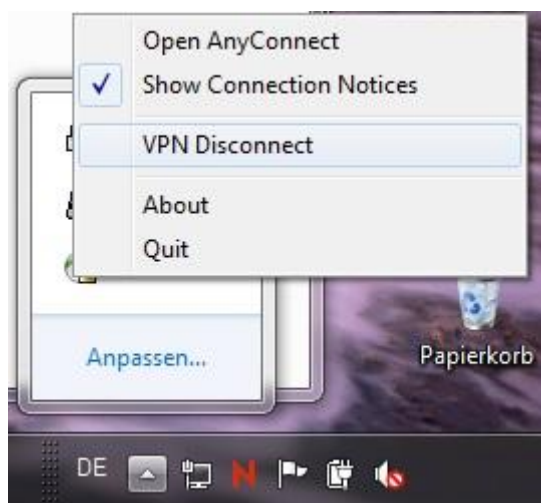 Open AnyConnect
Show Connection Notices
VPN Disconnect
About
Quit
Anpassen...
Papierkorb
DE
N